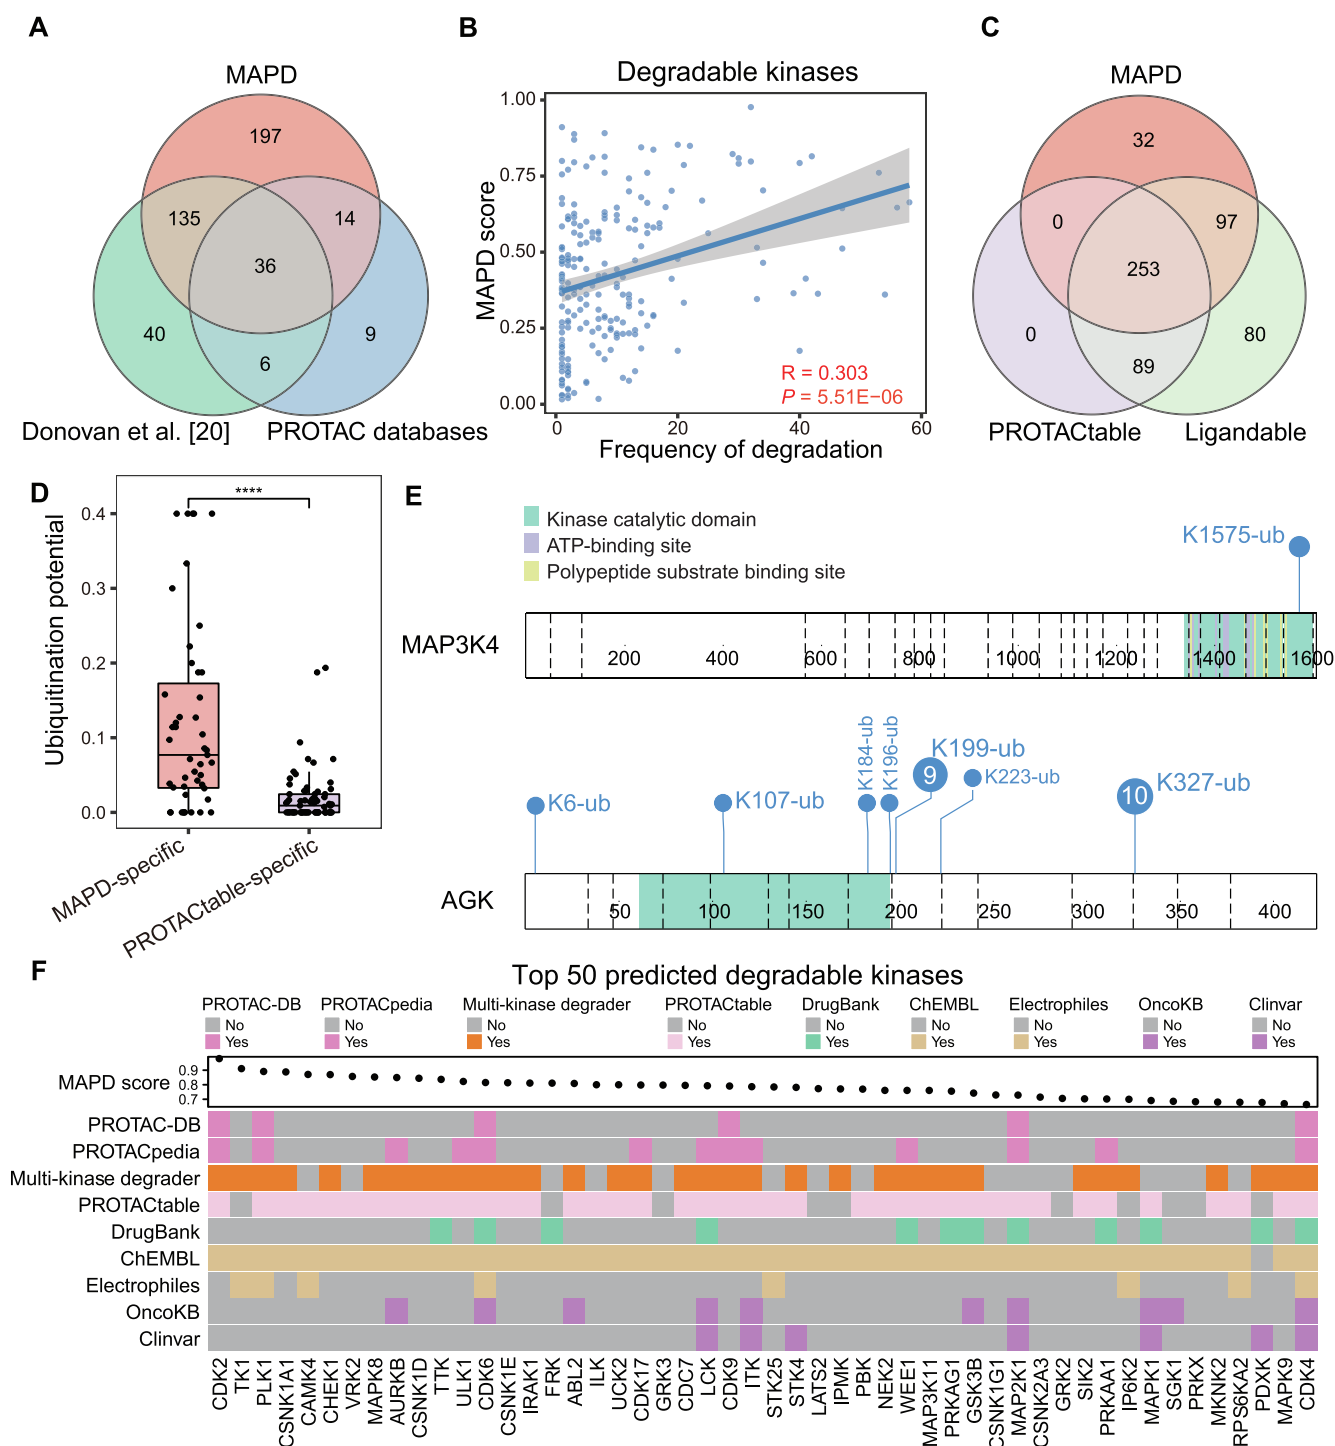 A
MAPD
197
135
14
36
40
9
6
Donovan et al. [20]
PROTAC databases
B
Degradable kinases
MAPD score
1.00
0.75
0.50
0.25
0.00
R = 0.303
P = 5.51E−06
0
20
40
60
Frequency of degradation
C
MAPD
32
0
97
253
0
80
89
PROTACtable
Ligandable
D
Ubiquitination potential
****
0.4
0.3
0.2
0.1
0.0
MAPD-specific
PROTACtable-specific
E
Kinase catalytic domain
ATP-binding site
Polypeptide substrate binding site
K1575-ub
MAP3K4
200 400 600 800 1000 1200 1400 1600
K6-ub
K107-ub
K184-ub
K196-ub
9
K199-ub
K223-ub
10
K327-ub
AGK
50 100 150 200 250 300 350 400
F
Top 50 predicted degradable kinases
PROTAC-DB
No
Yes
PROTACpedia
No
Yes
Multi-kinase degrader
No
Yes
PROTACtable
No
Yes
DrugBank
No
Yes
ChEMBL
No
Yes
Electrophiles
No
Yes
OncoKB
No
Yes
Clinvar
No
Yes
MAPD score
0.9
0.8
0.7
PROTAC-DB
PROTACpedia
Multi-kinase degrader
PROTACtable
DrugBank
ChEMBL
Electrophiles
OncoKB
Clinvar
CDK2
TK1
PLK1
CSNK1A1
CAMK4
CHEK1
VRK2
MAPK8
AURKB
CSNK1D
TTK
ULK1
CDK6
CSNK1E
IRAK1
FRK
ABL2
ILK
UCK2
CDK17
GRK3
CDC7
LCK
CDK9
ITK
STK25
STK4
LATS2
IPMK
PBK
NEK2
WEE1
MAP3K11
PRKAG1
GSK3B
CSNK1G1
MAP2K1
CSNK2A3
GRK2
SIK2
PRKAA1
IP6K2
MAPK1
SGK1
PRKX
MKNK2
RPS6KA2
PDXK
MAPK9
CDK4